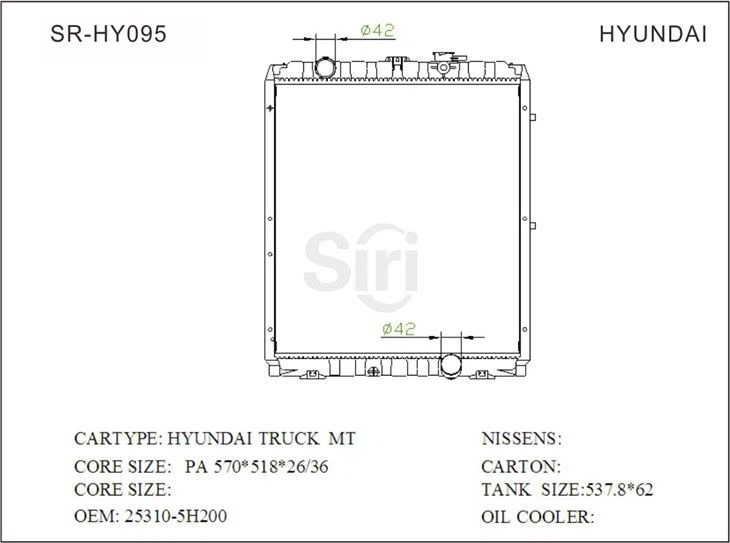 SR-HY095
HYUNDAI
ø42
Siri
ø42
CARTYPE: HYUNDAI TRUCK MT
NISSENS:
CORE SIZE: PA 570*518*26/36
CARTON:
CORE SIZE:
TANK SIZE:537.8*62
OEM: 25310-5H200
OIL COOLER: